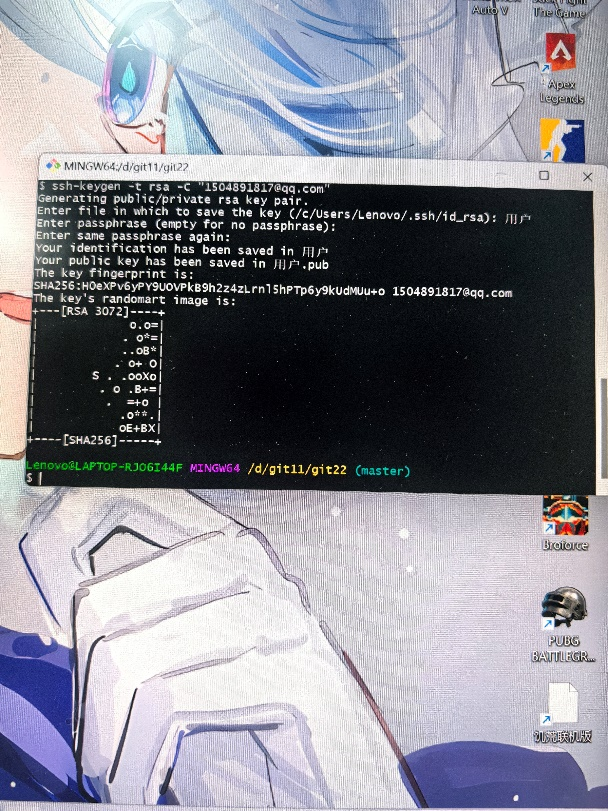 Auto V
The Game
Apex
Legends
MINGW64:/d/git11/git22
$ ssh-keygen -t rsa -C "1504891817@qq.com"
Generating public/private rsa key pair.
Enter file in which to save the key (/c/Users/Lenovo/.ssh/id_rsa): 用户
Enter passphrase (empty for no passphrase):
Enter same passphrase again:
Your identification has been saved in 用户
Your public key has been saved in 用户.pub
The key fingerprint is:
SHA256:HOeXPv6yPY9UOVPkB9h2z4zLrnl5hPTp6y9kUdMUu+o 1504891817@qq.com
The key's randomart image is:
+---[RSA 3072]----+
|             o.o=|
|            . o*=|
|            ..oB*|
|           . o+ O|
|        S . .ooXo|
|         . o .B+=|
|          .  =+o |
|            .o**.|
|            oE+BX|
+----[SHA256]-----+
Lenovo@LAPTOP-RJO6I44F MINGW64 /d/git11/git22 (master)
$
Broforce
PUBG
BATTLEGR...
饥荒联机版